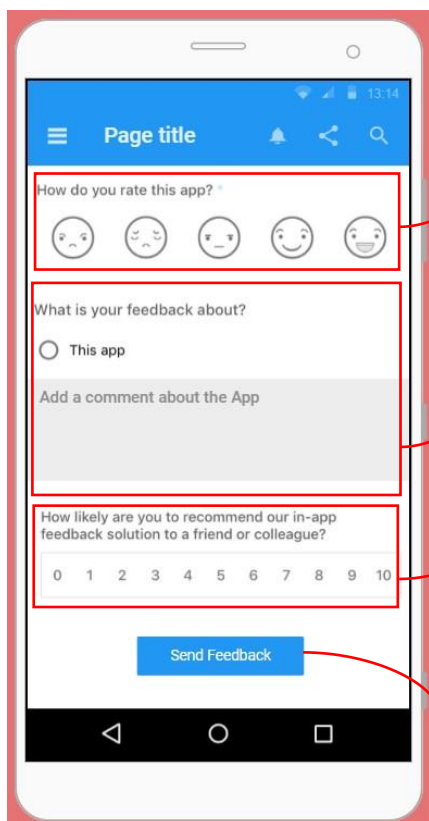 13:14
Page title
How do you rate this app? *
What is your feedback about?
This app
Add a comment about the App
How likely are you to recommend our in-app
feedback solution to a friend or colleague?
0 1 2 3 4 5 6 7 8 9 10
Send Feedback